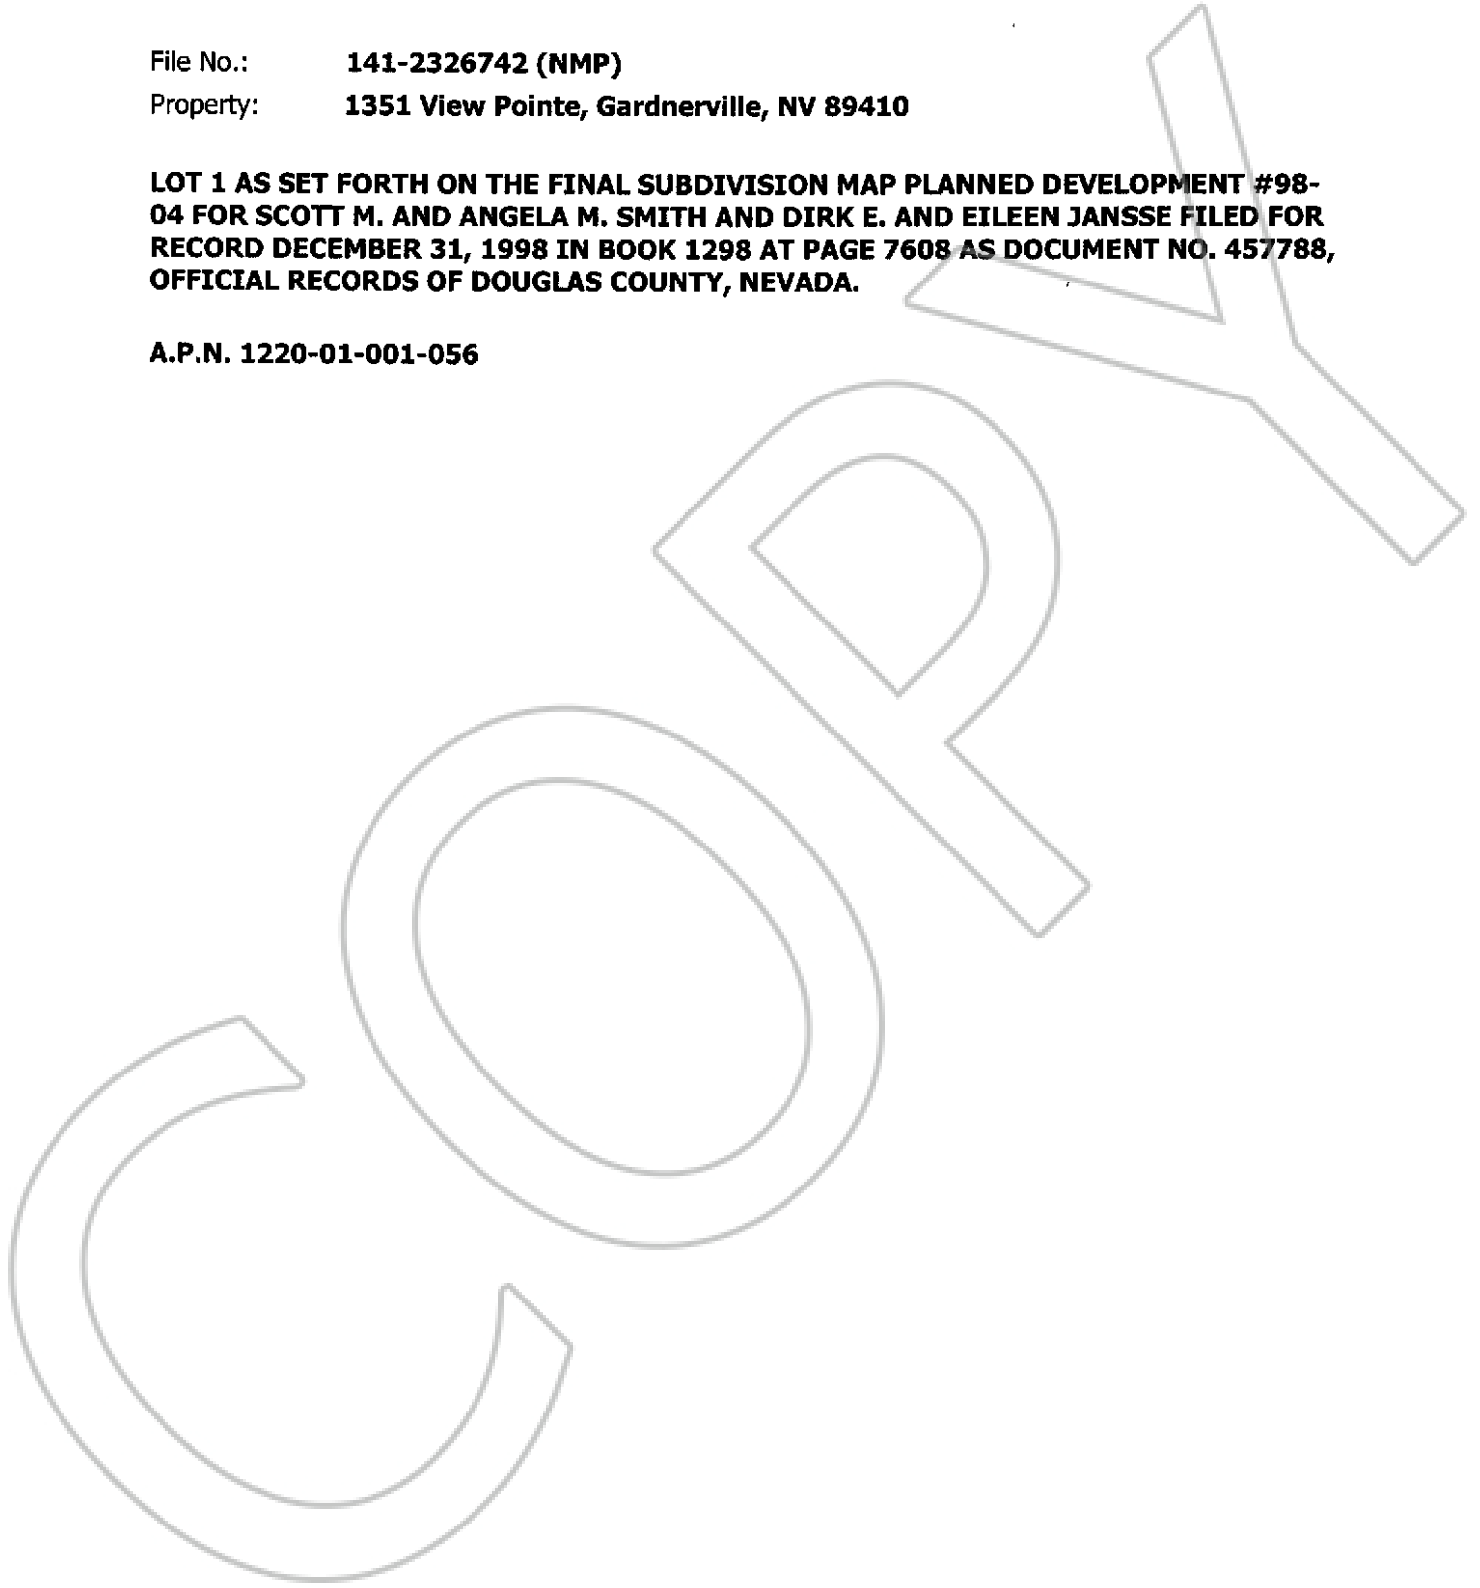 File No.: 141-2326742 (NMP)
Property: 1351 View Pointe, Gardnerville, NV 89410
LOT 1 AS SET FORTH ON THE FINAL SUBDIVISION MAP PLANNED DEVELOPMENT #98-
04 FOR SCOTT M. AND ANGELA M. SMITH AND DIRK E. AND EILEEN JANSSE FILED FOR
RECORD DECEMBER 31, 1998 IN BOOK 1298 AT PAGE 7608 AS DOCUMENT NO. 457788,
OFFICIAL RECORDS OF DOUGLAS COUNTY, NEVADA.
A.P.N. 1220-01-001-056
COPY